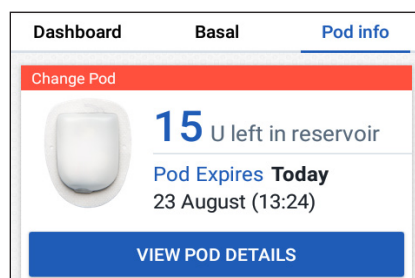 Dashboard Basal Pod info
Change Pod
15 U left in reservoir
Pod Expires Today
23 August (13:24)
VIEW POD DETAILS